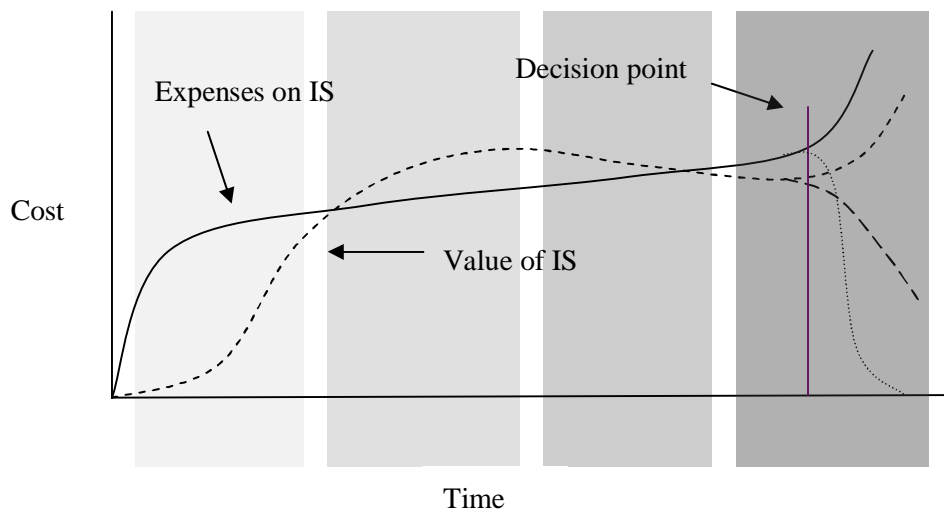 Decision point
Expenses on IS
Cost
Value of IS
Time